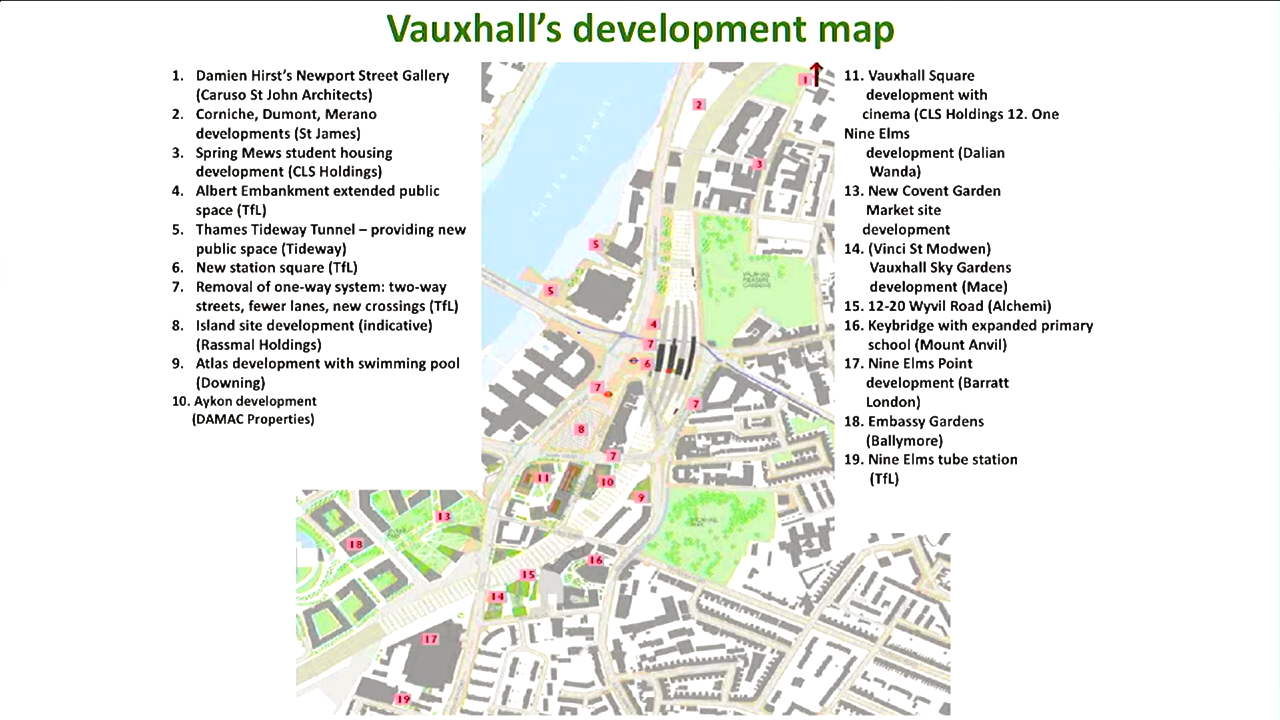 Vauxhall's development map
1. Damien Hirst's Newport Street Gallery
(Caruso St John Architects)
2. Corniche, Dumont, Merano
developments (St James)
3. Spring Mews student housing
development (CLS Holdings)
4. Albert Embankment extended public
space (TfL)
5. Thames Tideway Tunnel – providing new
public space (Tideway)
6. New station square (TfL)
7. Removal of one-way system: two-way
streets, fewer lanes, new crossings (TfL)
8. Island site development (indicative)
(Rassmal Holdings)
9. Atlas development with swimming pool
(Downing)
10. Aykon development
(DAMAC Properties)
11. Vauxhall Square
development with
cinema (CLS Holdings 12. One
Nine Elms
development (Dalian
Wanda)
13. New Covent Garden
Market site
development
14. (Vinci St Modwen)
Vauxhall Sky Gardens
development (Mace)
15. 12-20 Wyvil Road (Alchemi)
16. Keybridge with expanded primary
school (Mount Anvil)
17. Nine Elms Point
development (Barratt
London)
18. Embassy Gardens
(Ballymore)
19. Nine Elms tube station
(TfL)
1
2
RIVER THAMES
3
5
5
4
7
6
7
7
8
7
11
10
9
13
18
16
15
14
17
19